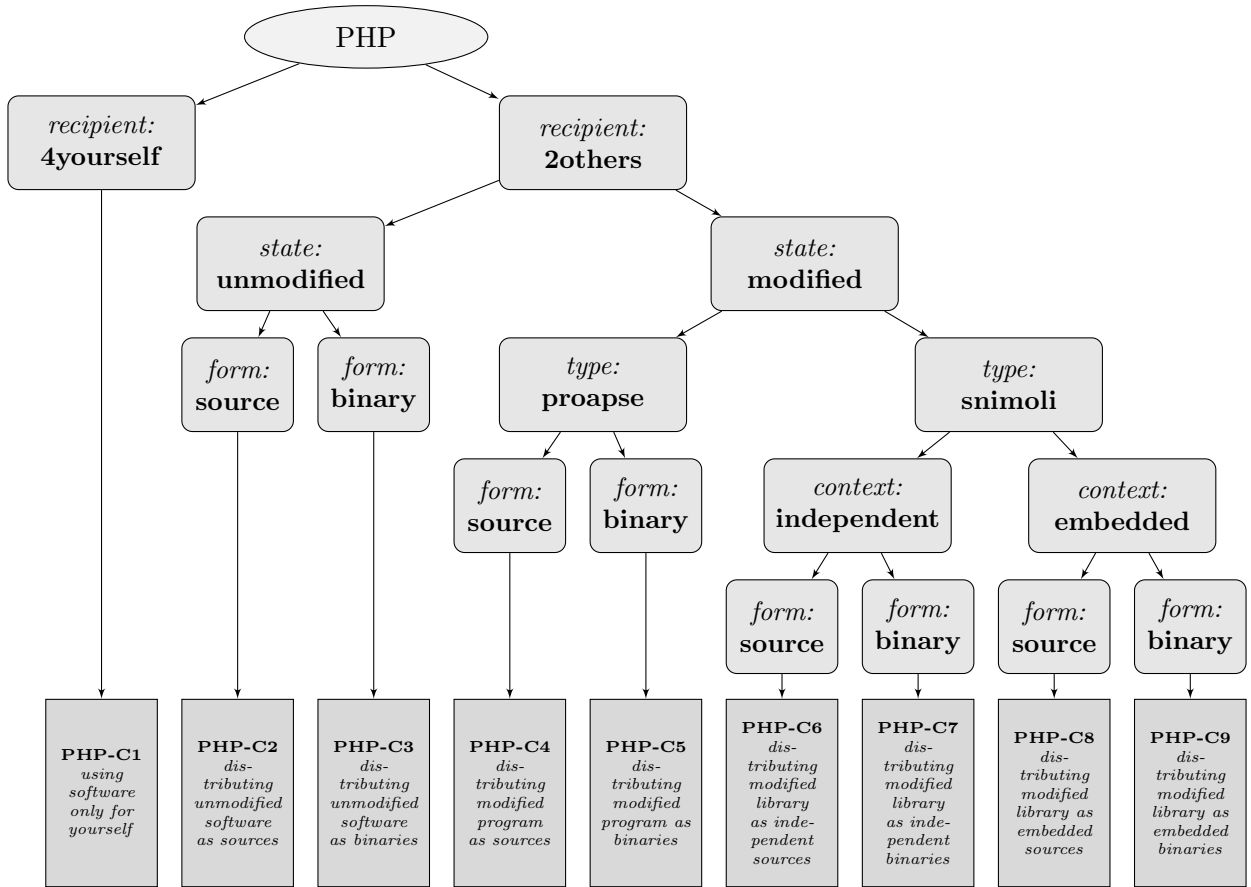 PHP
recipient:
4yourself
recipient:
2others
state:
unmodified
state:
modified
form:
source
form:
binary
type:
proapse
type:
snimoli
form:
source
form:
binary
context:
independent
context:
embedded
form:
source
form:
binary
form:
source
form:
binary
PHP-C1
using
software
only for
yourself
PHP-C2
dis-
tributing
unmodified
software
as sources
PHP-C3
dis-
tributing
unmodified
software
as binaries
PHP-C4
dis-
tributing
modified
program
as sources
PHP-C5
dis-
tributing
modified
program as
binaries
PHP-C6
dis-
tributing
modified
library
as inde-
pendent
sources
PHP-C7
dis-
tributing
modified
library
as inde-
pendent
binaries
PHP-C8
dis-
tributing
modified
library as
embedded
sources
PHP-C9
dis-
tributing
modified
library as
embedded
binaries